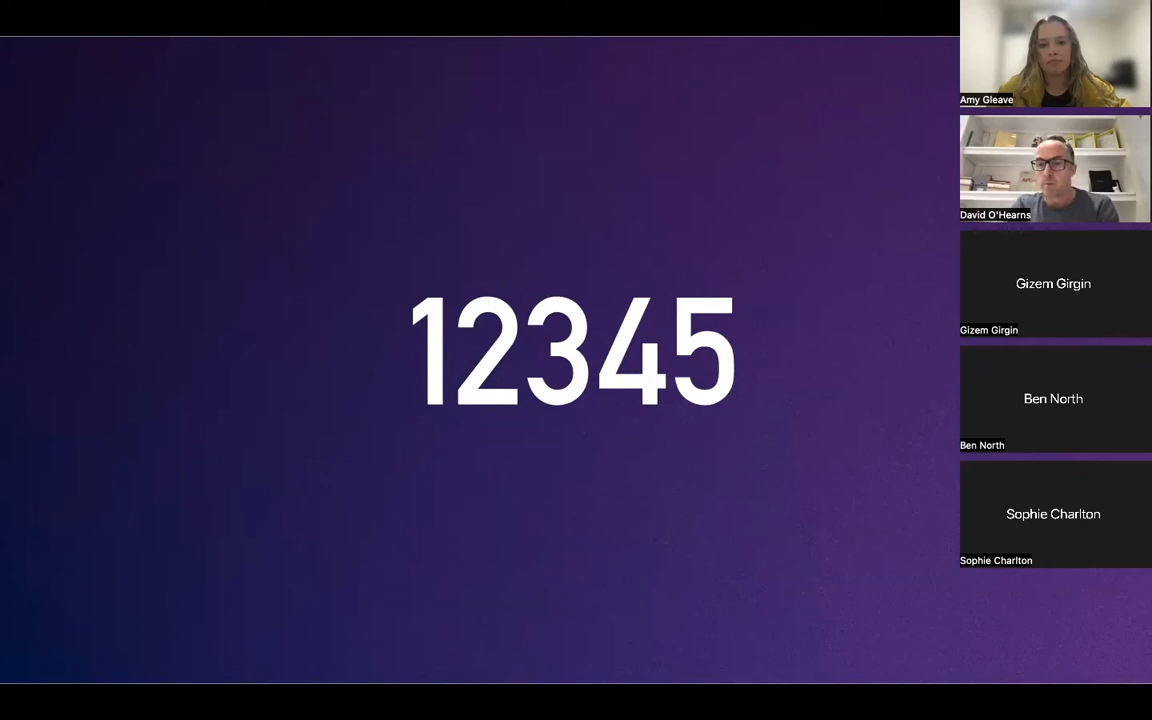 12345
Amy Gleave
David O'Hearns
Gizem Girgin
Gizem Girgin
Ben North
Ben North
Sophie Charlton
Sophie Charlton